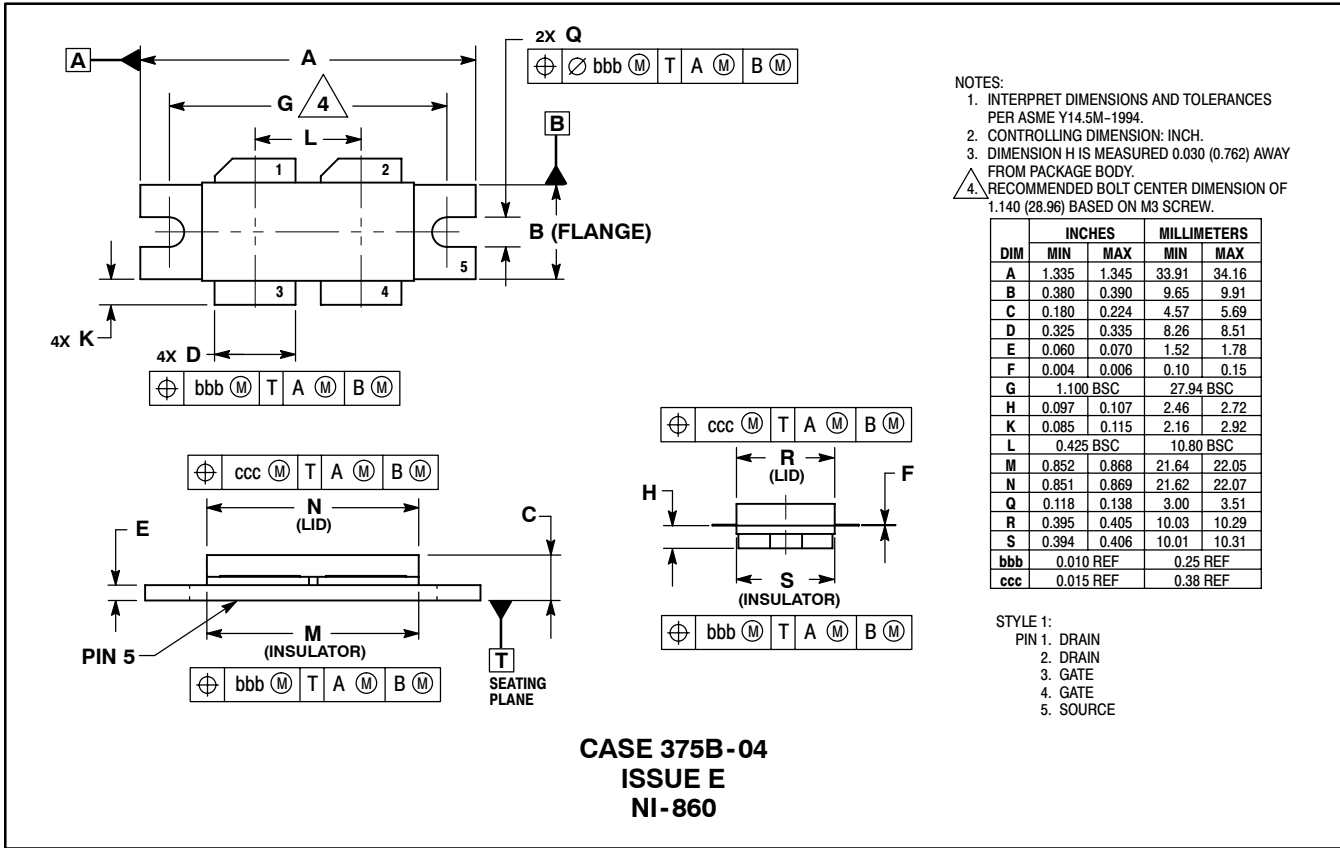 A
A
2X Q
⌖ ∅ bbb Ⓜ T A Ⓜ B Ⓜ
G 4
L
B
1
2
B (FLANGE)
5
3
4
4X K
4X D
⌖ bbb Ⓜ T A Ⓜ B Ⓜ
⌖ ccc Ⓜ T A Ⓜ B Ⓜ
N
(LID)
E
C
PIN 5
M
(INSULATOR)
⌖ bbb Ⓜ T A Ⓜ B Ⓜ
T
SEATING
PLANE
⌖ ccc Ⓜ T A Ⓜ B Ⓜ
R
(LID)
H
F
S
(INSULATOR)
⌖ bbb Ⓜ T A Ⓜ B Ⓜ
NOTES:
1. INTERPRET DIMENSIONS AND TOLERANCES
PER ASME Y14.5M-1994.
2. CONTROLLING DIMENSION: INCH.
3. DIMENSION H IS MEASURED 0.030 (0.762) AWAY
FROM PACKAGE BODY.
4. RECOMMENDED BOLT CENTER DIMENSION OF
1.140 (28.96) BASED ON M3 SCREW.
INCHES MILLIMETERS
DIM MIN MAX MIN MAX
A 1.335 1.345 33.91 34.16
B 0.380 0.390 9.65 9.91
C 0.180 0.224 4.57 5.69
D 0.325 0.335 8.26 8.51
E 0.060 0.070 1.52 1.78
F 0.004 0.006 0.10 0.15
G 1.100 BSC 27.94 BSC
H 0.097 0.107 2.46 2.72
K 0.085 0.115 2.16 2.92
L 0.425 BSC 10.80 BSC
M 0.852 0.868 21.64 22.05
N 0.851 0.869 21.62 22.07
Q 0.118 0.138 3.00 3.51
R 0.395 0.405 10.03 10.29
S 0.394 0.406 10.01 10.31
bbb 0.010 REF 0.25 REF
ccc 0.015 REF 0.38 REF
STYLE 1:
PIN 1. DRAIN
2. DRAIN
3. GATE
4. GATE
5. SOURCE
CASE 375B-04
ISSUE E
NI-860